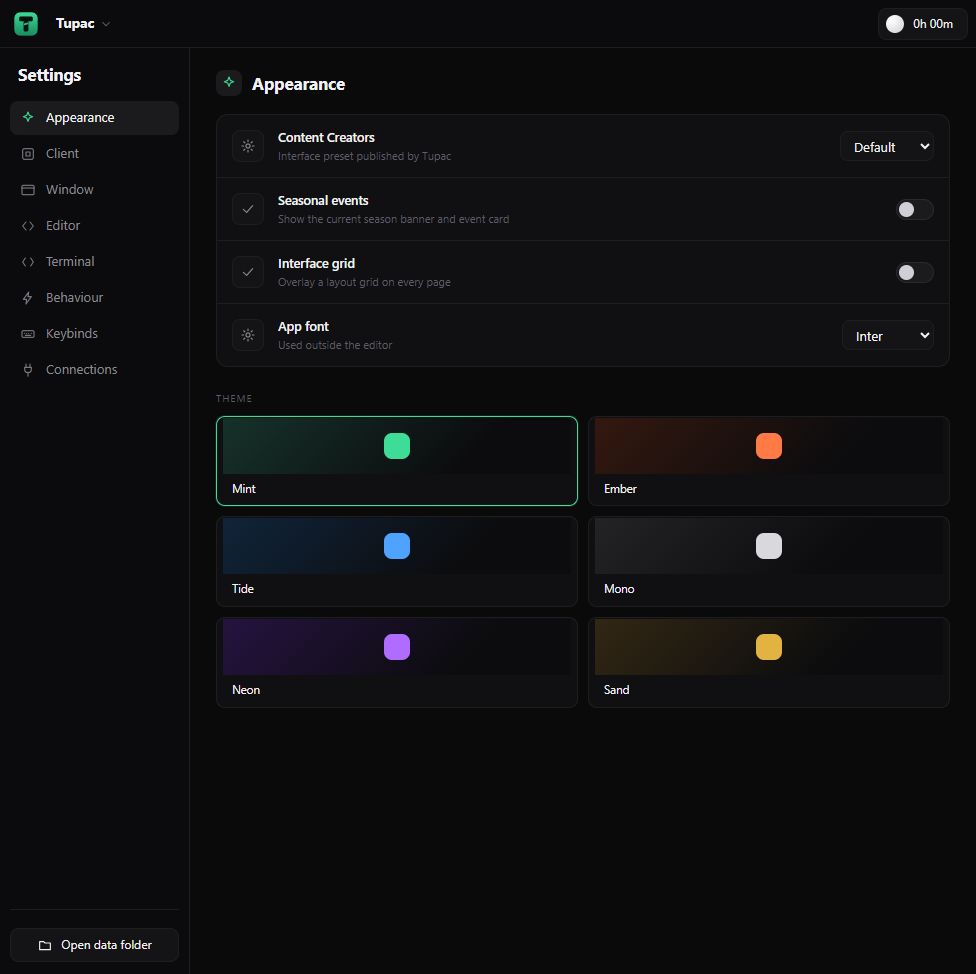 Tupac
0h 00m
Settings
Appearance
Client
Window
Editor
Terminal
Behaviour
Keybinds
Connections
Open data folder
Appearance
Content Creators
Interface preset published by Tupac
Default
Seasonal events
Show the current season banner and event card
Interface grid
Overlay a layout grid on every page
App font
Used outside the editor
Inter
THEME
Mint
Ember
Tide
Mono
Neon
Sand